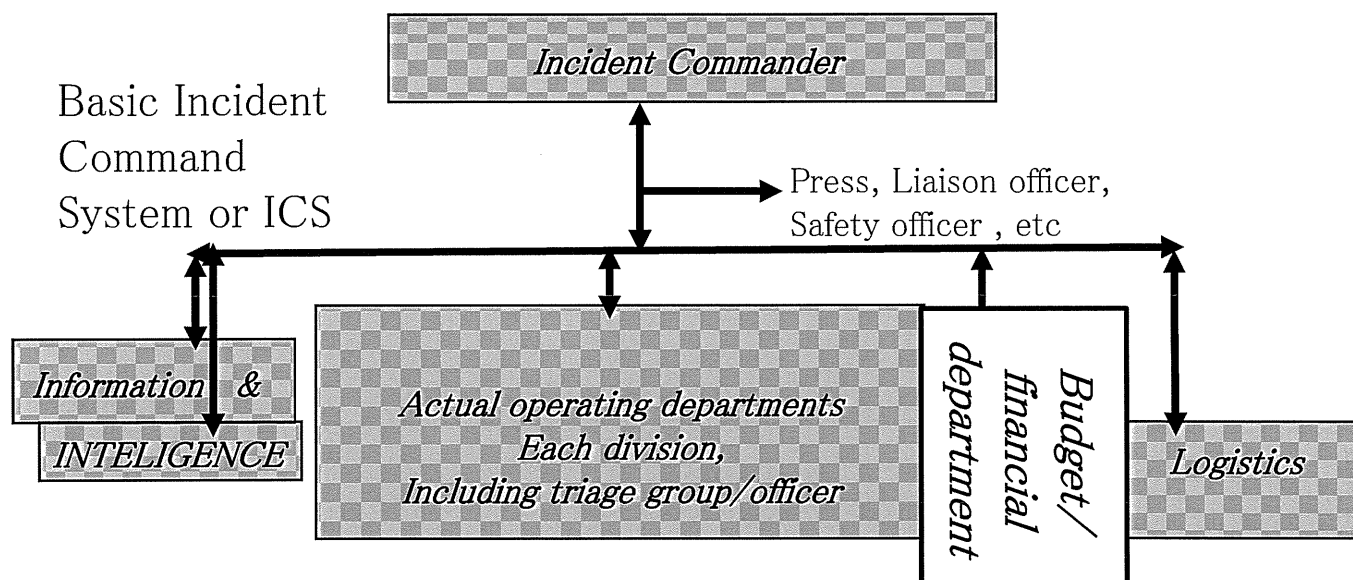 Incident Commander
Basic Incident
Command
System or ICS
Press, Liaison officer,
Safety officer , etc
Information &
INTELIGENCE
Actual operating departments
Each division,
Including triage group/officer
Budget/
financial
department
Logistics